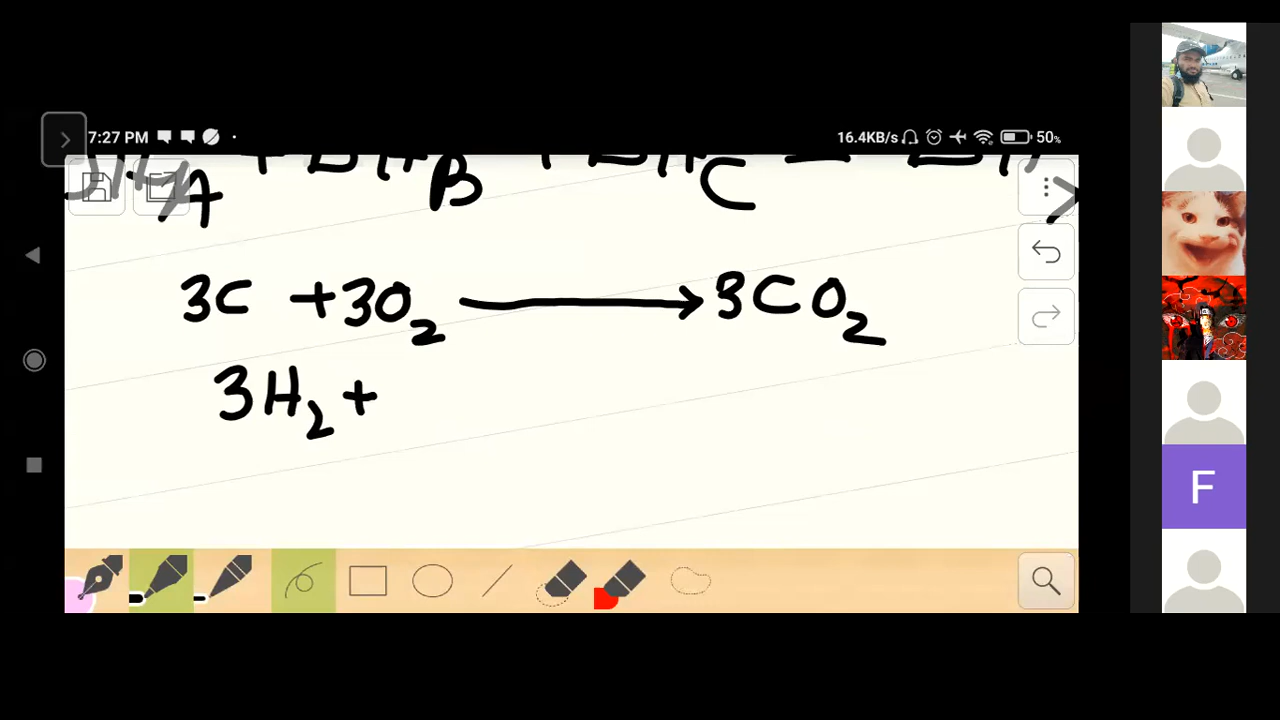 7:27 PM 16.4KB/s 50%
A B C
3C + 3O₂ ⟶ 3CO₂
3H₂ +
F